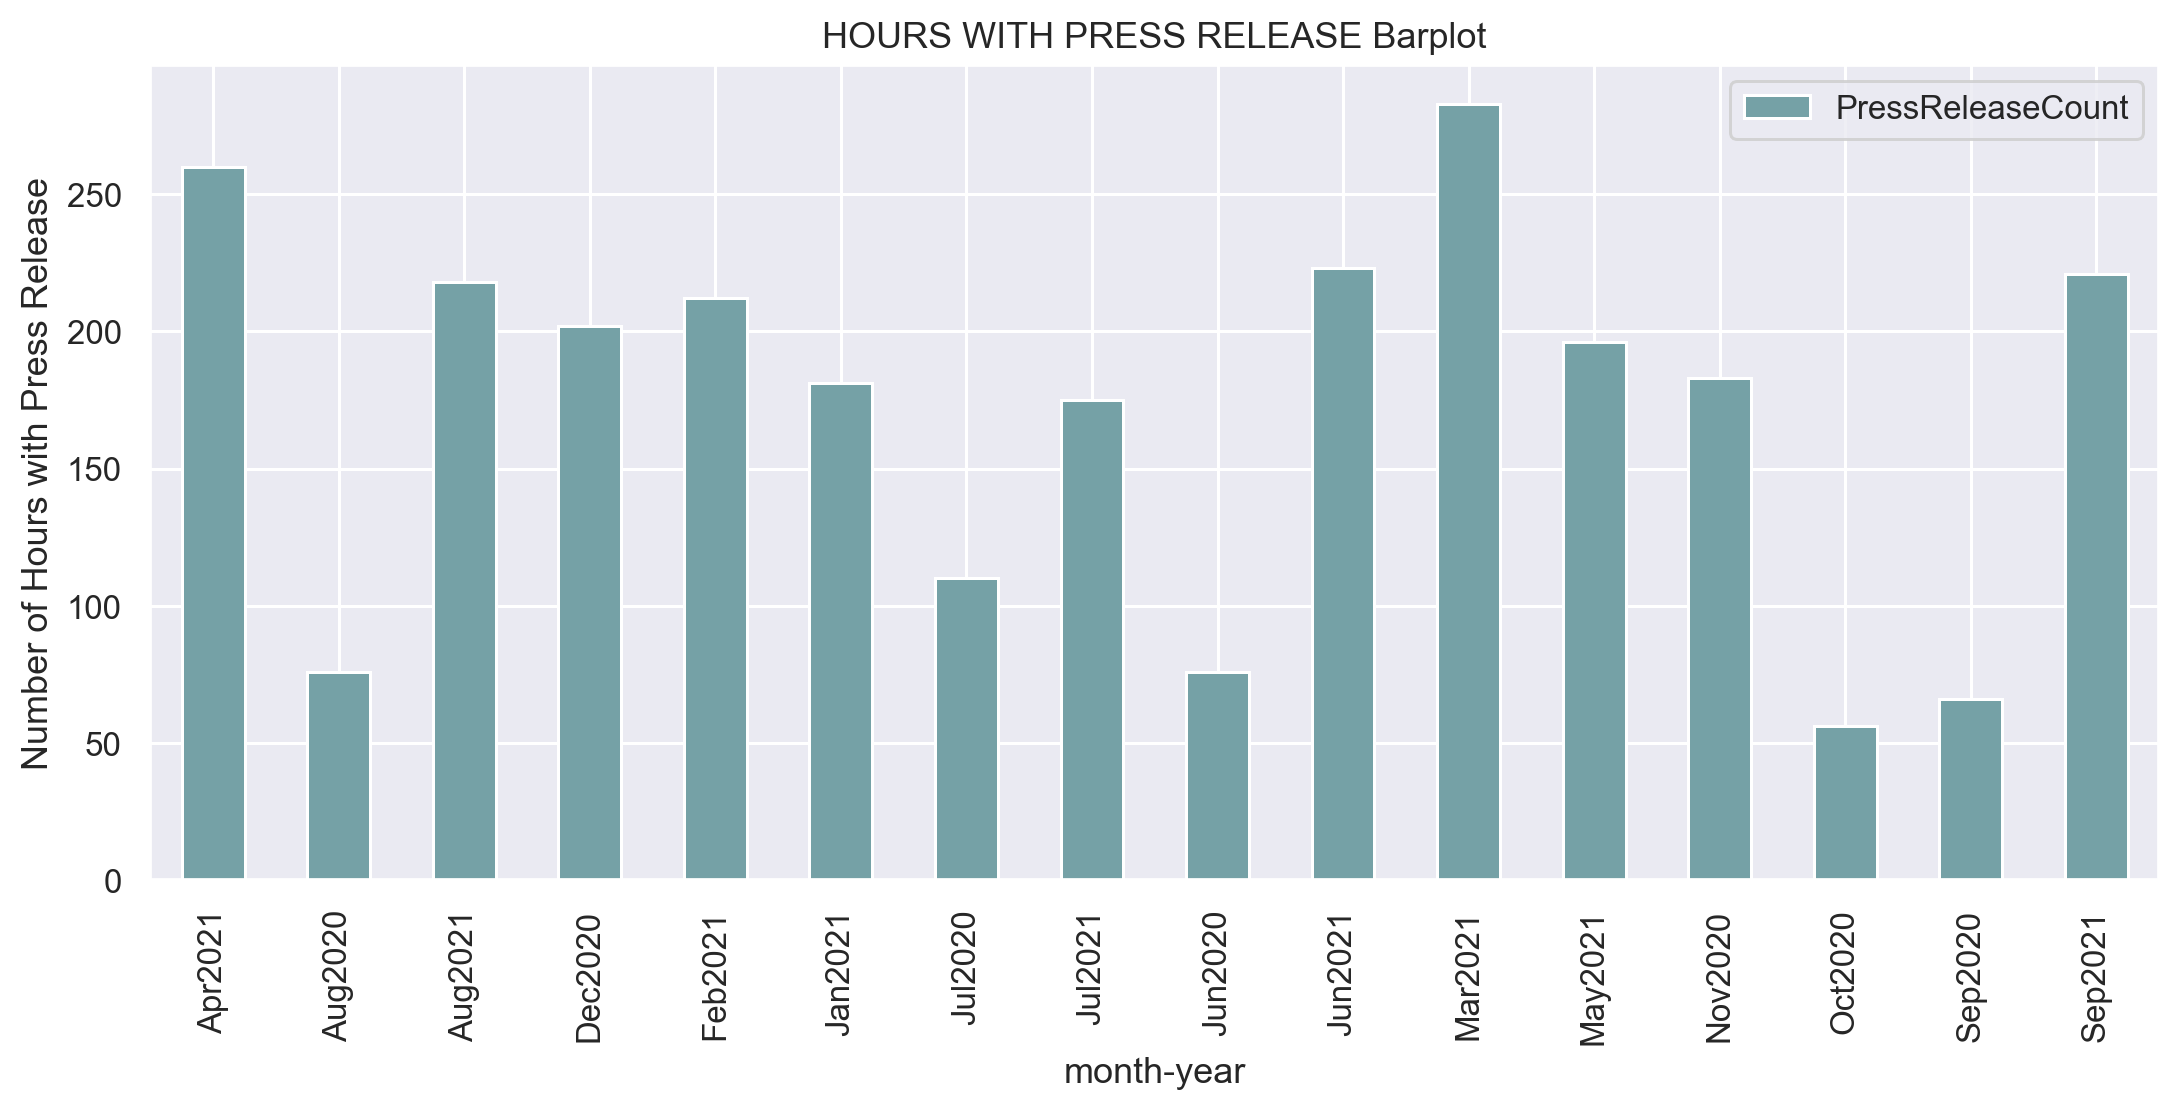 HOURS WITH PRESS RELEASE Barplot
PressReleaseCount
Number of Hours with Press Release
250
200
150
100
50
0
Apr2021
Aug2020
Aug2021
Dec2020
Feb2021
Jan2021
Jul2020
Jul2021
Jun2020
Jun2021
Mar2021
May2021
Nov2020
Oct2020
Sep2020
Sep2021
month-year